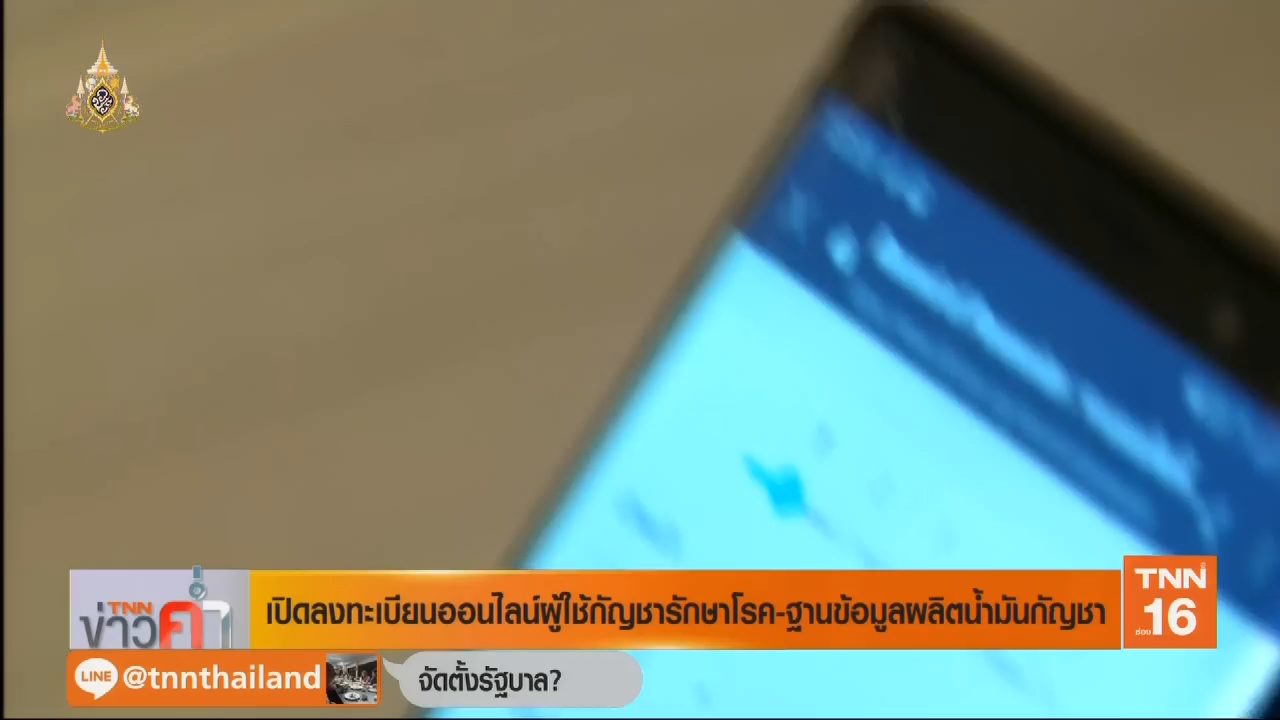 TNN
ข่าวค่ำ
เปิดลงทะเบียนออนไลน์ผู้ใช้กัญชารักษาโรค-ฐานข้อมูลผลิตน้ำมันกัญชา
TNN
ช่อง 16
LINE @tnnthailand
จัดตั้งรัฐบาล?